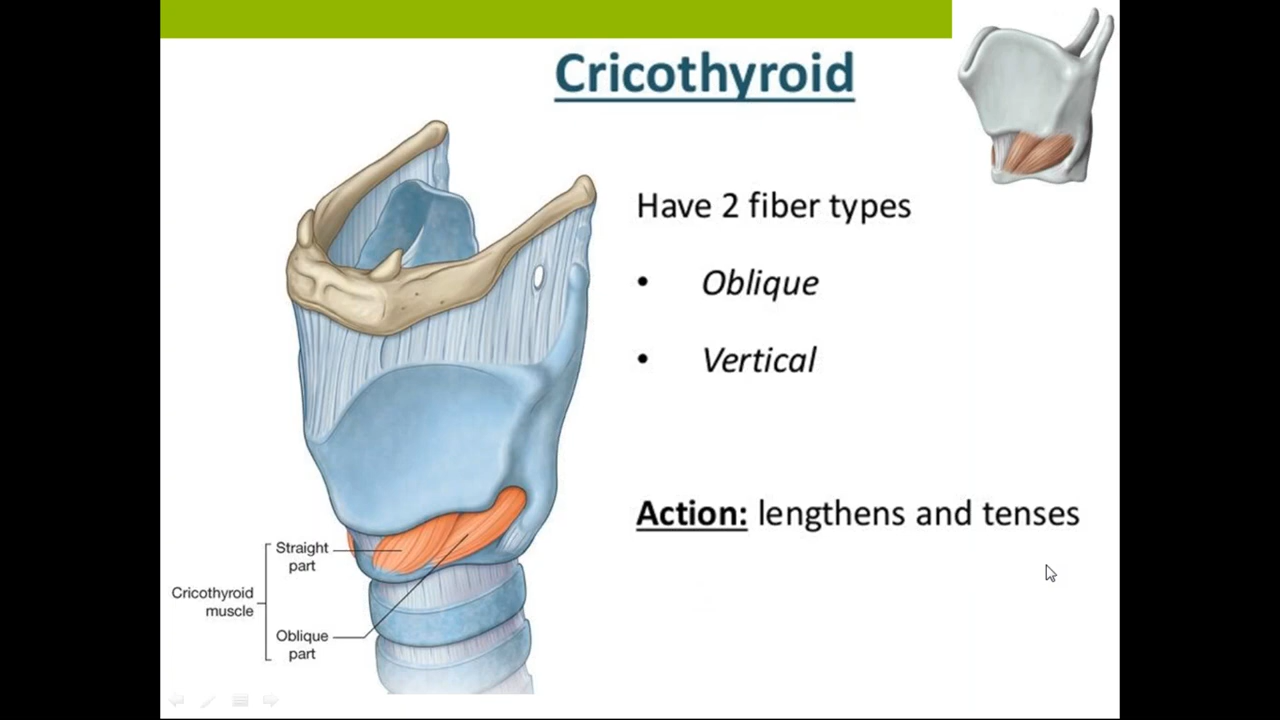 Cricothyroid
Have 2 fiber types
• Oblique
• Vertical
Action: lengthens and tenses
Straight
part
Cricothyroid
muscle
Oblique
part